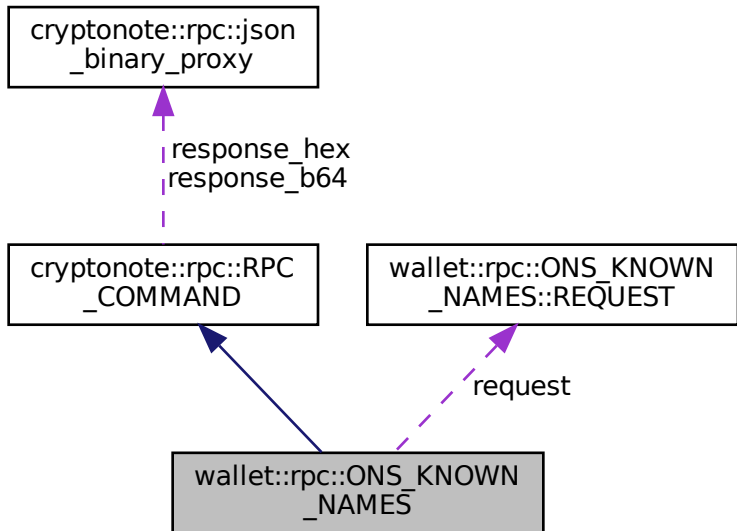 cryptonote::rpc::json
_binary_proxy
response_hex
response_b64
cryptonote::rpc::RPC
_COMMAND
wallet::rpc::ONS_KNOWN
_NAMES::REQUEST
request
wallet::rpc::ONS_KNOWN
_NAMES